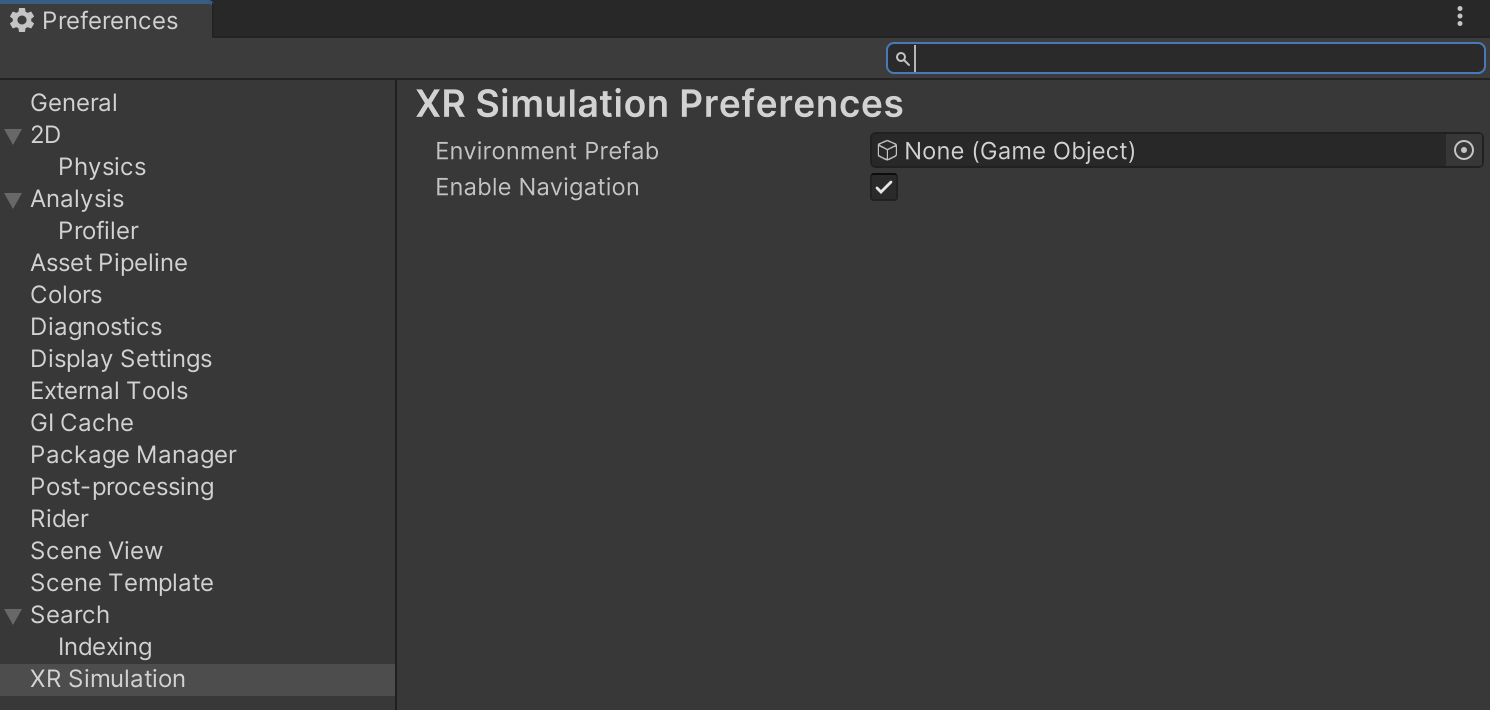 Preferences
General
2D
Physics
Analysis
Profiler
Asset Pipeline
Colors
Diagnostics
Display Settings
External Tools
GI Cache
Package Manager
Post-processing
Rider
Scene View
Scene Template
Search
Indexing
XR Simulation
XR Simulation Preferences
Environment Prefab None (Game Object)
Enable Navigation